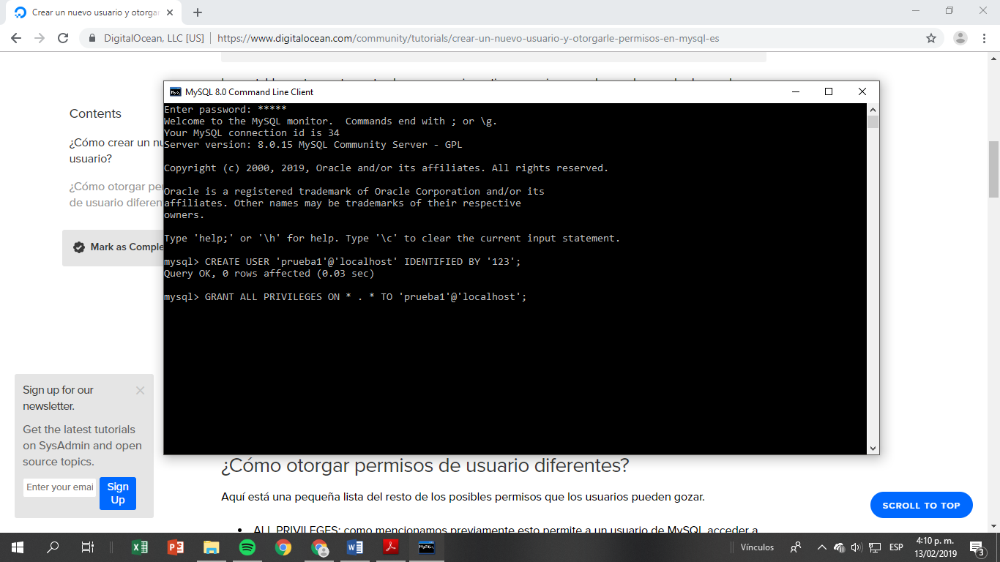 Crear un nuevo usuario y otorgar
DigitalOcean, LLC [US]
https://www.digitalocean.com/community/tutorials/crear-un-nuevo-usuario-y-otorgarle-permisos-en-mysql-es
MySQL 8.0 Command Line Client
Enter password: *****
Welcome to the MySQL monitor.  Commands end with ; or \g.
Your MySQL connection id is 34
Server version: 8.0.15 MySQL Community Server - GPL
Copyright (c) 2000, 2019, Oracle and/or its affiliates. All rights reserved.
Oracle is a registered trademark of Oracle Corporation and/or its
affiliates. Other names may be trademarks of their respective
owners.
Type 'help;' or '\h' for help. Type '\c' to clear the current input statement.
mysql> CREATE USER 'prueba1'@'localhost' IDENTIFIED BY '123';
Query OK, 0 rows affected (0.03 sec)
mysql> GRANT ALL PRIVILEGES ON * . * TO 'prueba1'@'localhost';
Contents
¿Cómo crear un nu
usuario?
¿Cómo otorgar pe
de usuario diferen
Mark as Comple
Sign up for our
newsletter.
Get the latest tutorials
on SysAdmin and open
source topics.
Enter your emai
Sign
Up
¿Cómo otorgar permisos de usuario diferentes?
Aquí está una pequeña lista del resto de los posibles permisos que los usuarios pueden gozar.
• ALL PRIVILEGES: como mencionamos previamente esto permite a un usuario de MySQL acceder a
SCROLL TO TOP
Vínculos
ESP
4:10 p. m.
13/02/2019
3